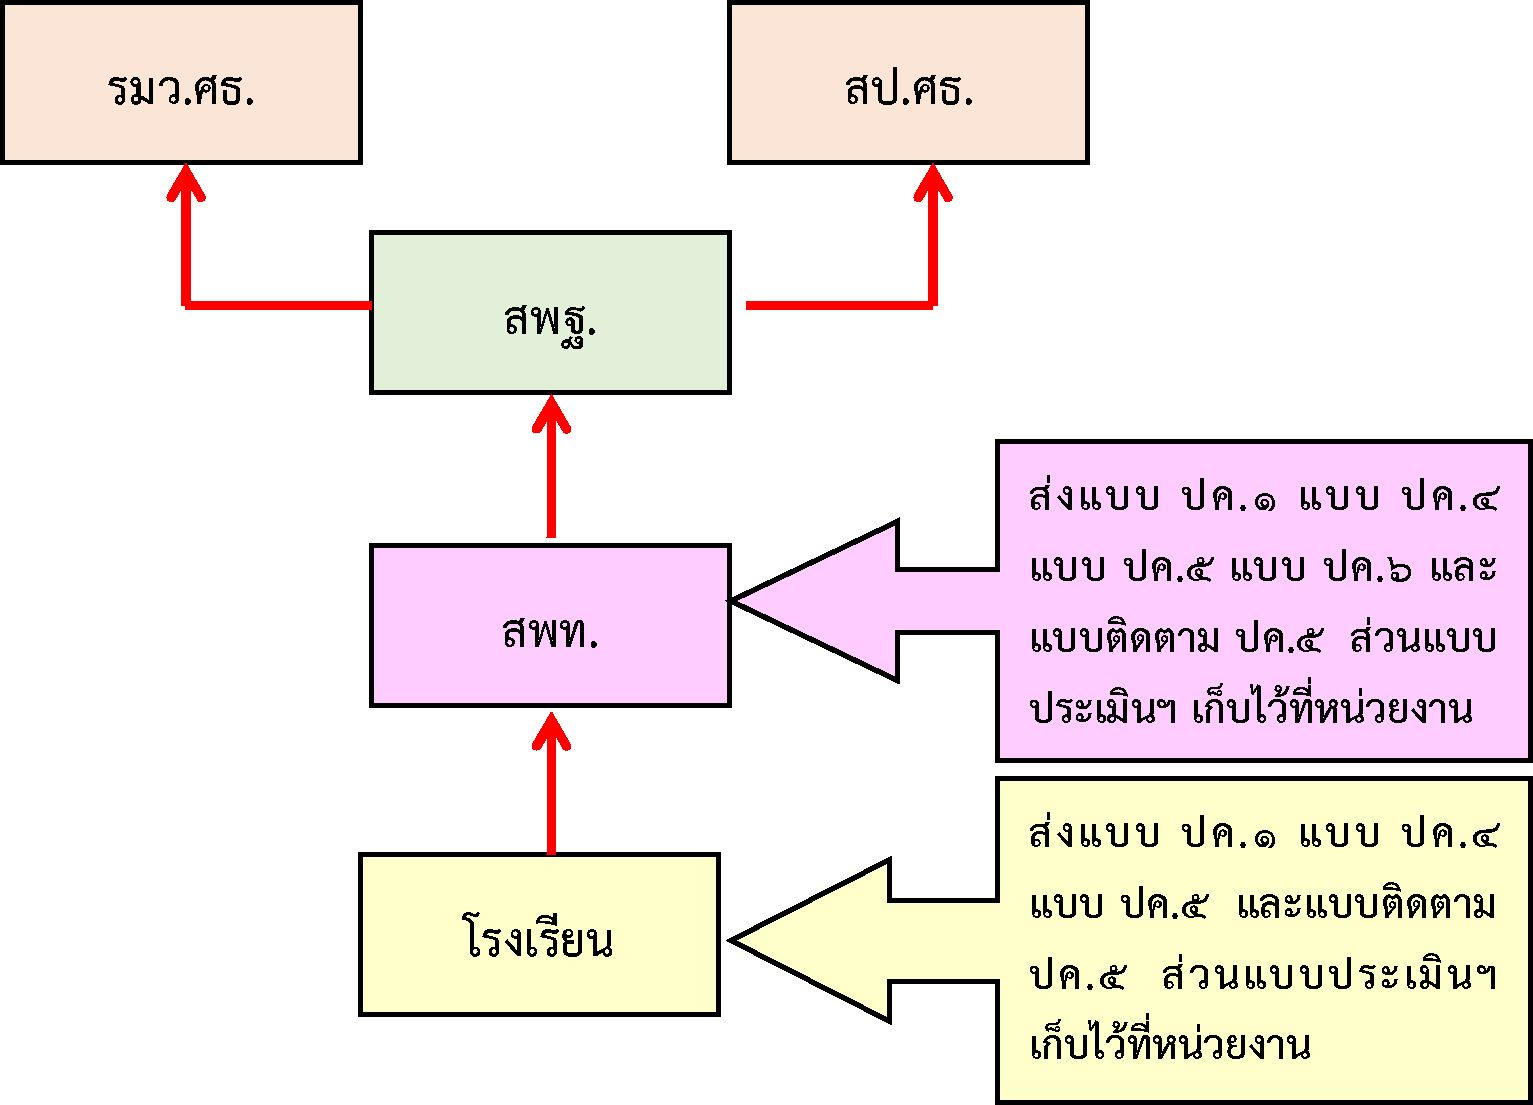 รมว.ศธ.
สป.ศธ.
สพฐ.
ส่งแบบ ปค.๑ แบบ ปค.๔
แบบ ปค.๕ แบบ ปค.๖ และ
แบบติดตาม ปค.๕ ส่วนแบบ
ประเมินฯ เก็บไว้ที่หน่วยงาน
สพท.
ส่งแบบ ปค.๑ แบบ ปค.๔
แบบ ปค.๕ และแบบติดตาม
ปค.๕ ส่วนแบบประเมินฯ
เก็บไว้ที่หน่วยงาน
โรงเรียน